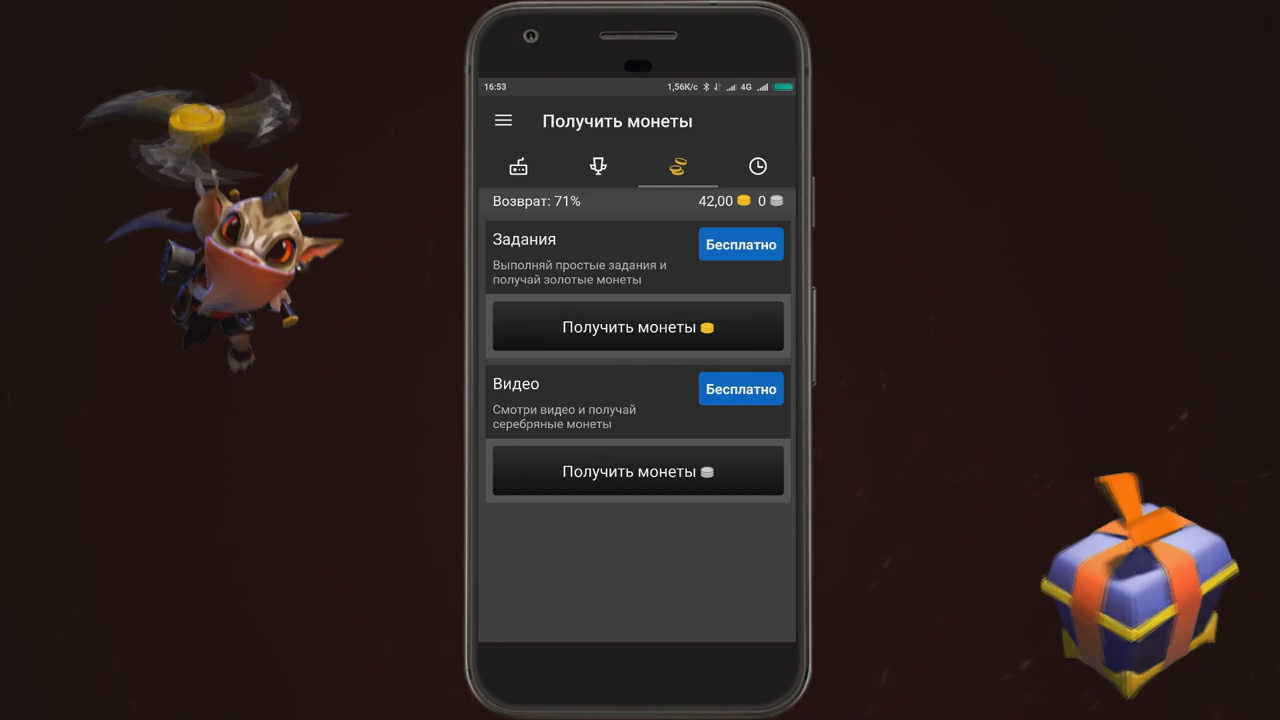 16:53
1,56K/c
4G
Получить монеты
Возврат: 71%
42,00
0
Задания
Бесплатно
Выполняй простые задания и
получай золотые монеты
Получить монеты
Видео
Бесплатно
Смотри видео и получай
серебряные монеты
Получить монеты